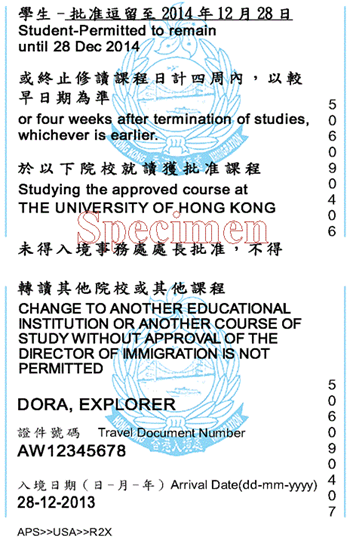 學生 – 批准逗留至 2014 年 12 月 28 日
Student-Permitted to remain
until 28 Dec 2014
或終止修讀課程日計四周內，以較
早日期為準
or four weeks after termination of studies,
whichever is earlier.
於以下院校就讀獲批准課程
Studying the approved course at
THE UNIVERSITY OF HONG KONG
Specimen
未得入境事務處處長批准，不得
50609406
轉讀其他院校或其他課程
CHANGE TO ANOTHER EDUCATIONAL
INSTITUTION OR ANOTHER COURSE OF
STUDY WITHOUT APPROVAL OF THE
DIRECTOR OF IMMIGRATION IS NOT
PERMITTED
DORA, EXPLORER
證件號碼 Travel Document Number
AW12345678
入境日期（日-月-年）Arrival Date(dd-mm-yyyy)
28-12-2013
50609407
APS>>USA>>R2X